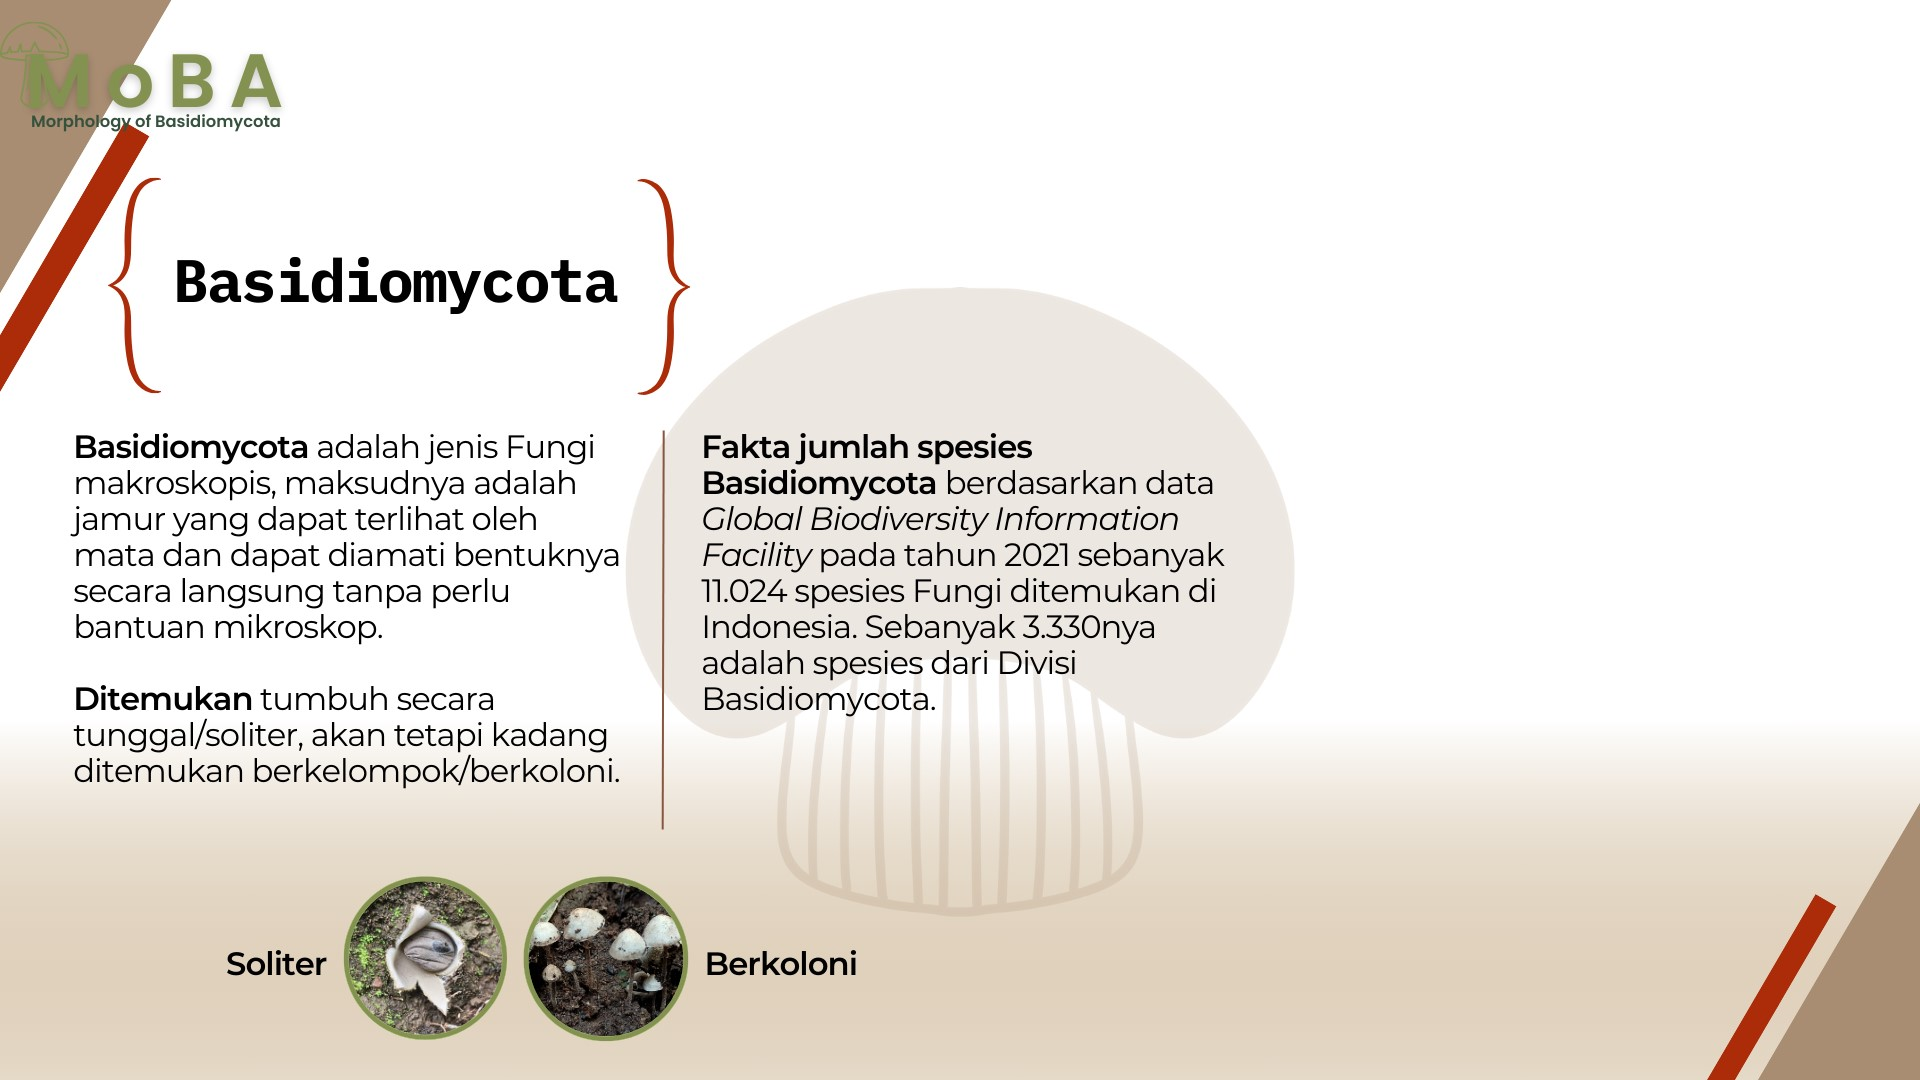 MoBA
Morphology of Basidiomycota
Basidiomycota
Basidiomycota adalah jenis Fungi
makroskopis, maksudnya adalah
jamur yang dapat terlihat oleh
mata dan dapat diamati bentuknya
secara langsung tanpa perlu
bantuan mikroskop.
Ditemukan tumbuh secara
tunggal/soliter, akan tetapi kadang
ditemukan berkelompok/berkoloni.
Fakta jumlah spesies
Basidiomycota berdasarkan data
Global Biodiversity Information
Facility pada tahun 2021 sebanyak
11.024 spesies Fungi ditemukan di
Indonesia. Sebanyak 3.330nya
adalah spesies dari Divisi
Basidiomycota.
Soliter
Berkoloni